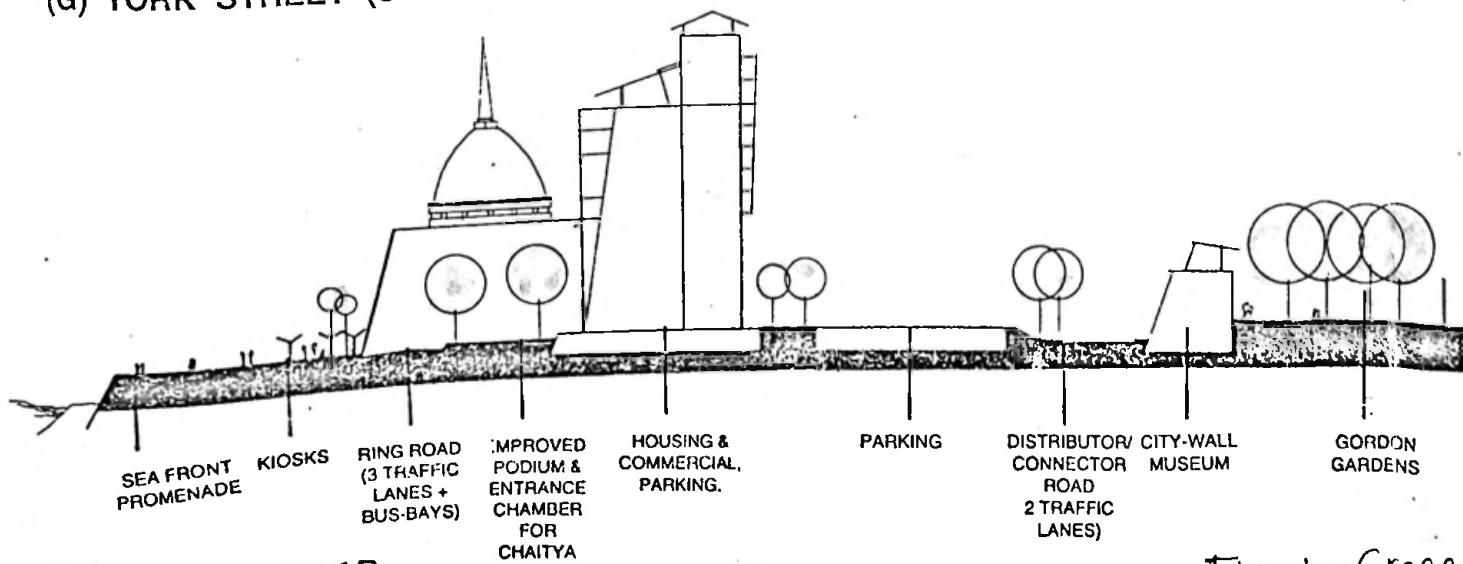 (G) YORK STREET
SEA FRONT
PROMENADE
KIOSKS
RING ROAD
(3 TRAFFIC
LANES +
BUS-BAYS)
IMPROVED
PODIUM &
ENTRANCE
CHAMBER
FOR
CHAITYA
HOUSING &
COMMERCIAL,
PARKING.
PARKING
DISTRIBUTOR/
CONNECTOR
ROAD
2 TRAFFIC
LANES)
CITY-WALL
MUSEUM
GORDON
GARDENS